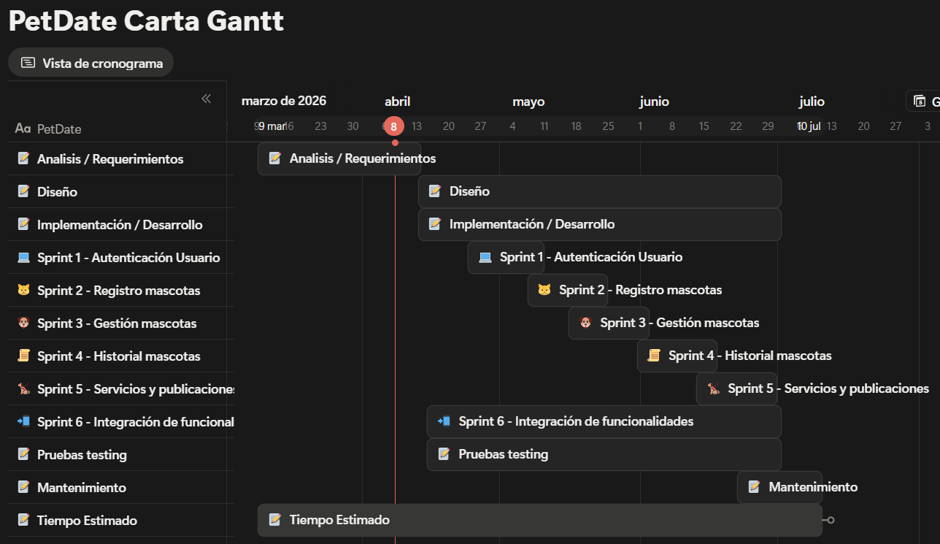 PetDate Carta Gantt
Vista de cronograma
marzo de 2026 abril mayo junio julio
Aa PetDate
9 mar 16 23 30 8 13 20 27 4 11 18 25 1 8 15 22 29 10 jul 13 20 27 3
Analisis / Requerimientos
Analisis / Requerimientos
Diseño
Diseño
Implementación / Desarrollo
Implementación / Desarrollo
Sprint 1 - Autenticación Usuario
Sprint 1 - Autenticación Usuario
Sprint 2 - Registro mascotas
Sprint 2 - Registro mascotas
Sprint 3 - Gestión mascotas
Sprint 3 - Gestión mascotas
Sprint 4 - Historial mascotas
Sprint 4 - Historial mascotas
Sprint 5 - Servicios y publicaciones
Sprint 5 - Servicios y publicaciones
Sprint 6 - Integración de funcional
Sprint 6 - Integración de funcionalidades
Pruebas testing
Pruebas testing
Mantenimiento
Mantenimiento
Tiempo Estimado
Tiempo Estimado